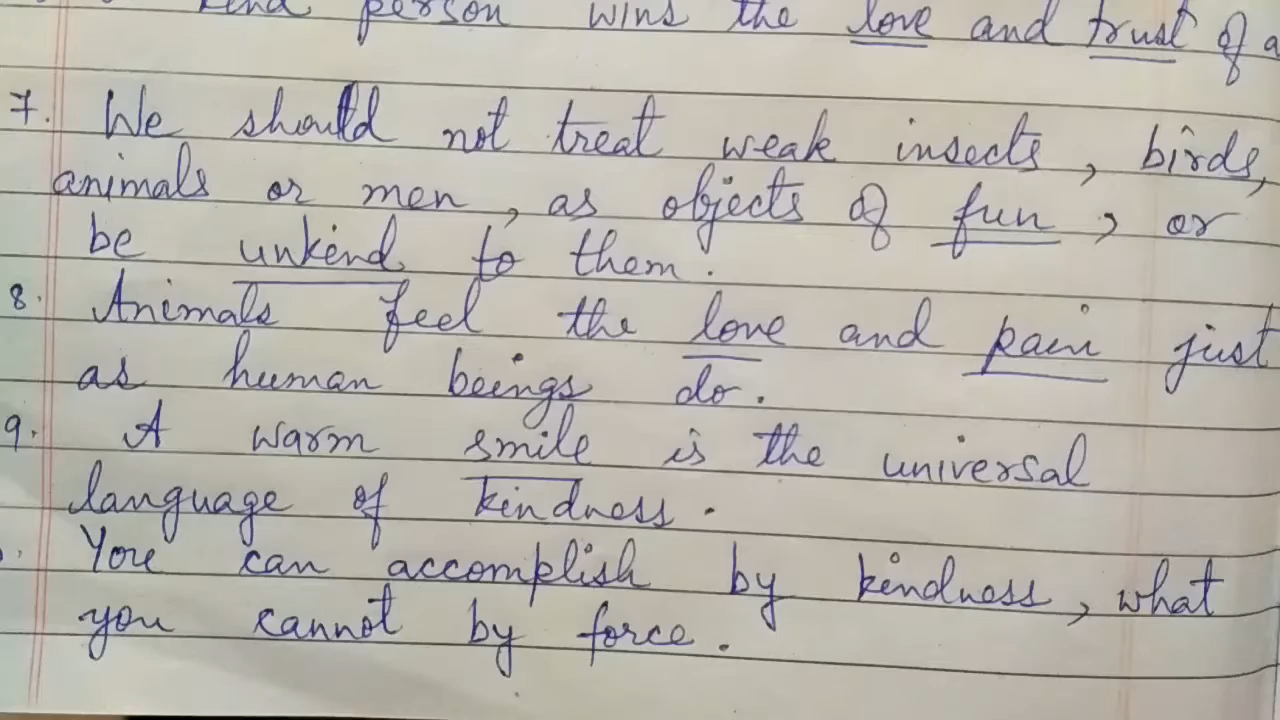 kind person wins the love and trust of a
7. We should not treat weak insects, birds,
animals or men, as objects of fun, or
be unkind to them.
8. Animals feel the love and pain just
as human beings do.
9. A warm smile is the universal
language of kindness.
You can accomplish by kindness, what
you cannot by force.